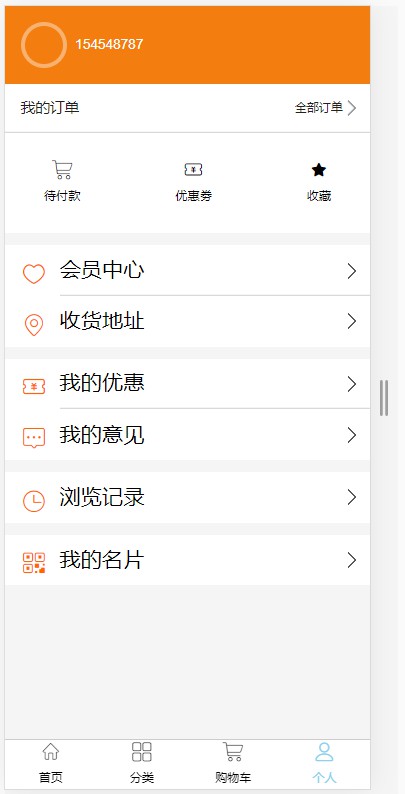 154548787
我的订单 全部订单
待付款 优惠券 收藏
会员中心
收货地址
我的优惠
我的意见
浏览记录
我的名片
首页 分类 购物车 个人